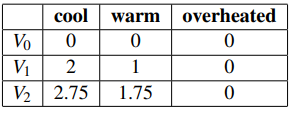 cool warm overheated
V0 0 0 0
V1 2 1 0
V2 2.75 1.75 0